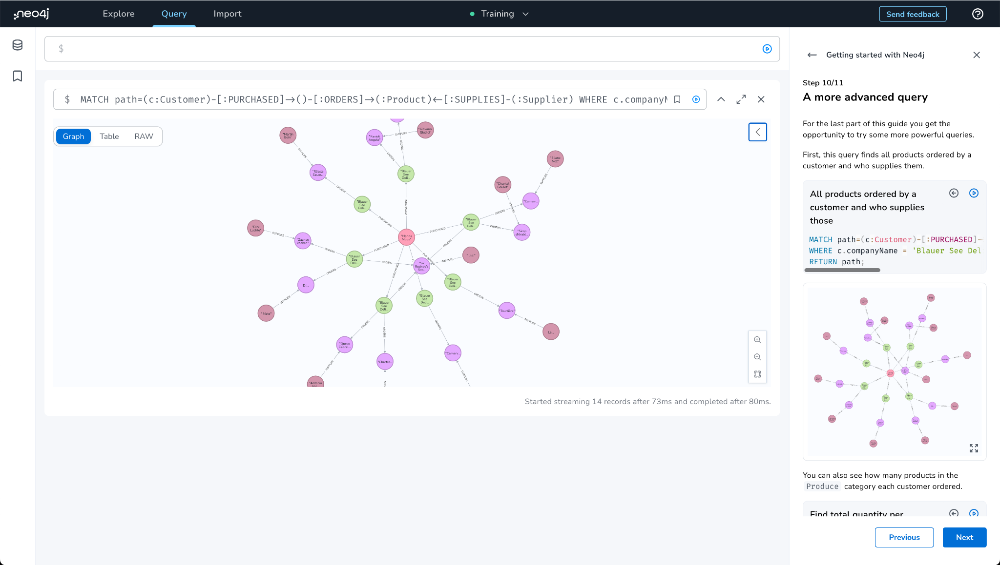 neo4j
Explore
Query
Import
Training
Send feedback
$
$ MATCH path=(c:Customer)-[:PURCHASED]->()-[:ORDERS]->(:Product)<-[:SUPPLIES]-(:Supplier) WHERE c.companyN
Graph
Table
RAW
"Martin
Bein"
"Ravioli
Angelo"
SUPPLIES
"Giovanni
Giudici"
SUPPLIES
ORDERS
ORDERS
"Eliane
Noz"
"Rössle
Sauer...
"Blauer
See
Deli...
SUPPLIES
ORDERS
"Chantal
Goulet"
"Blauer
See
Deli...
PURCHASED
"Camem...
SUPPLIES
ORDERS
PURCHASED
"Blauer
See
Deli...
ORDERS
"Dirk
Luchte"
SUPPLIES
"Zaanse
koeken"
"Hanna
Moos"
PURCHASED
"Sirop
d'érabl...
ORDERS
PURCHASED
ORDERS
"Blauer
See
Deli...
ORDERS
PURCHASED
"Sir
Rodney's
Sco...
SUPPLIES
" Ltd."
ORDERS
PURCHASED
Dr...
SUPPLIES
ORDERS
"Blauer
See
Deli...
ORDERS
"Blauer
See
Deli...
"Blauer
See
Deli...
" Mate"
"Tourtière"
SUPPLIES
La...
ORDERS
ORDERS
ORDERS
"Queso
Cabral...
"Chartre...
"Carnarv...
SUPPLIES
SUPPLIES
"Antonio
Started streaming 14 records after 73ms and completed after 80ms.
Getting started with Neo4j
Step 10/11
A more advanced query
For the last part of this guide you get the
opportunity to try some more powerful queries.
First, this query finds all products ordered by a
customer and who supplies them.
All products ordered by a
customer and who supplies
those
MATCH path=(c:Customer)-[:PURCHASED]-
WHERE c.companyName = 'Blauer See Del
RETURN path;
You can also see how many products in the
Produce category each customer ordered.
Find total quantity per
Previous
Next